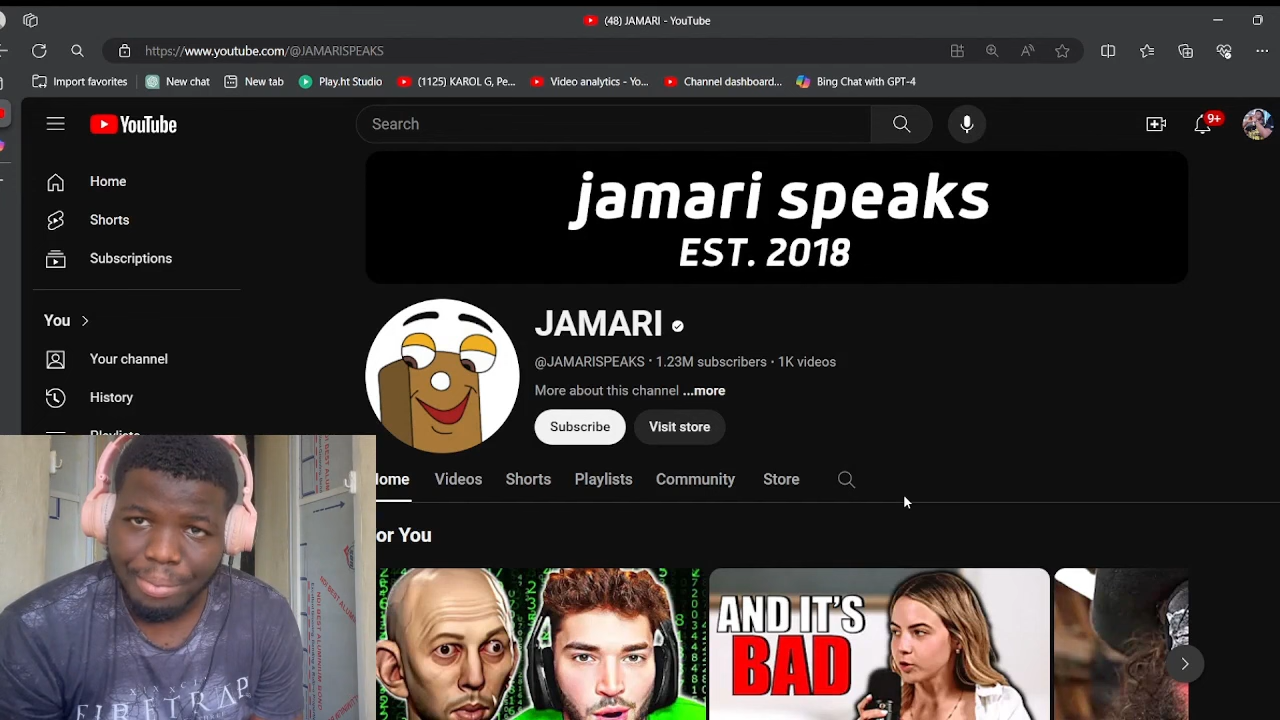 (48) JAMARI - YouTube
https://www.youtube.com/@JAMARISPEAKS
Import favorites
New chat
New tab
Play.ht Studio
(1125) KAROL G, Pe...
Video analytics - Yo...
Channel dashboard...
Bing Chat with GPT-4
YouTube
Search
9+
Home
Shorts
Subscriptions
You
Your channel
History
jamari speaks
EST. 2018
JAMARI
@JAMARISPEAKS · 1.23M subscribers · 1K videos
More about this channel ...more
Subscribe
Visit store
ome
Videos
Shorts
Playlists
Community
Store
or You
AND IT'S
BAD
FIRETRAP